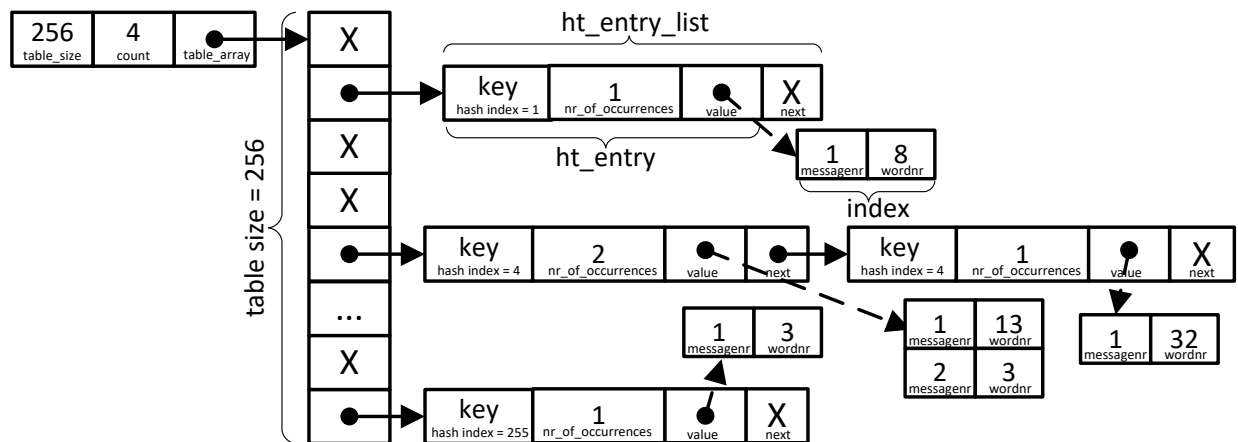 256 4
table_size count table_array
X
ht_entry_list
key 1 X
hash index = 1 nr_of_occurrences value next
ht_entry
X
1 8
messagenr wordnr
index
X
table size = 256
key 2
hash index = 4 nr_of_occurrences value next
key 1 X
hash index = 4 nr_of_occurrences value next
...
1 3
messagenr wordnr
1 13
messagenr wordnr
2 3
messagenr wordnr
1 32
messagenr wordnr
X
key 1 X
hash index = 255 nr_of_occurrences value next